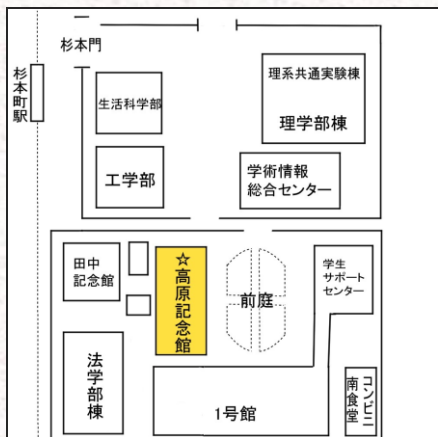 杉本門
杉本町駅
生活科学部
理系共通実験棟
理学部棟
工学部
学術情報
総合センター
田中
記念館
☆高原記念館
前庭
学生
サポート
センター
法学部棟
1号館
コンビニ
南食堂